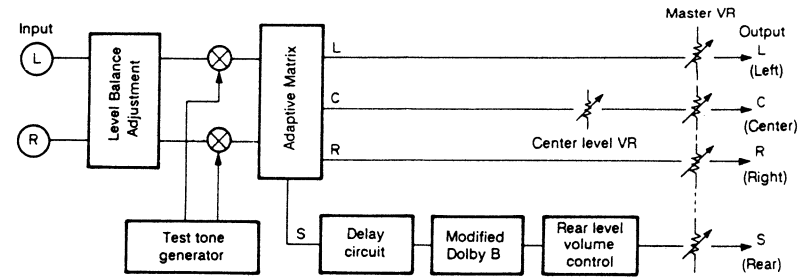 Input
L
R
Level Balance
Adjustment
Test tone
generator
Adaptive Matrix
L
C
R
S
Delay
circuit
Modified
Dolby B
Rear level
volume
control
Center level VR
Master VR
Output
L
(Left)
C
(Center)
R
(Right)
S
(Rear)